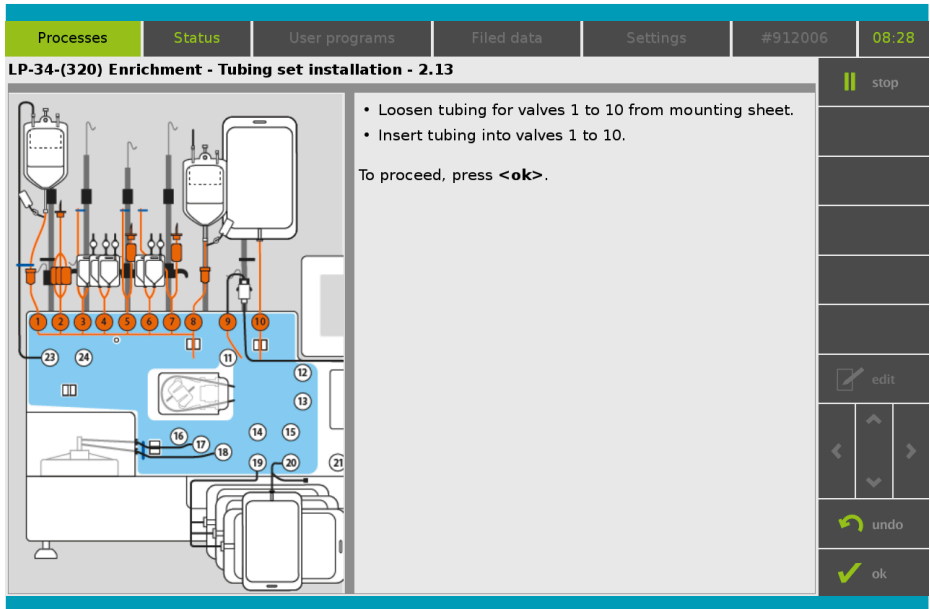 Processes
Status
User programs
Filed data
Settings
#912006
08:28
LP-34-(320) Enrichment - Tubing set installation - 2.13
stop
• Loosen tubing for valves 1 to 10 from mounting sheet.
• Insert tubing into valves 1 to 10.
To proceed, press <ok>.
1 2 3 4 5 6 7 8 9 10
23 24 11
12
13
16 17 18 14 15
19 20 21
edit
undo
ok